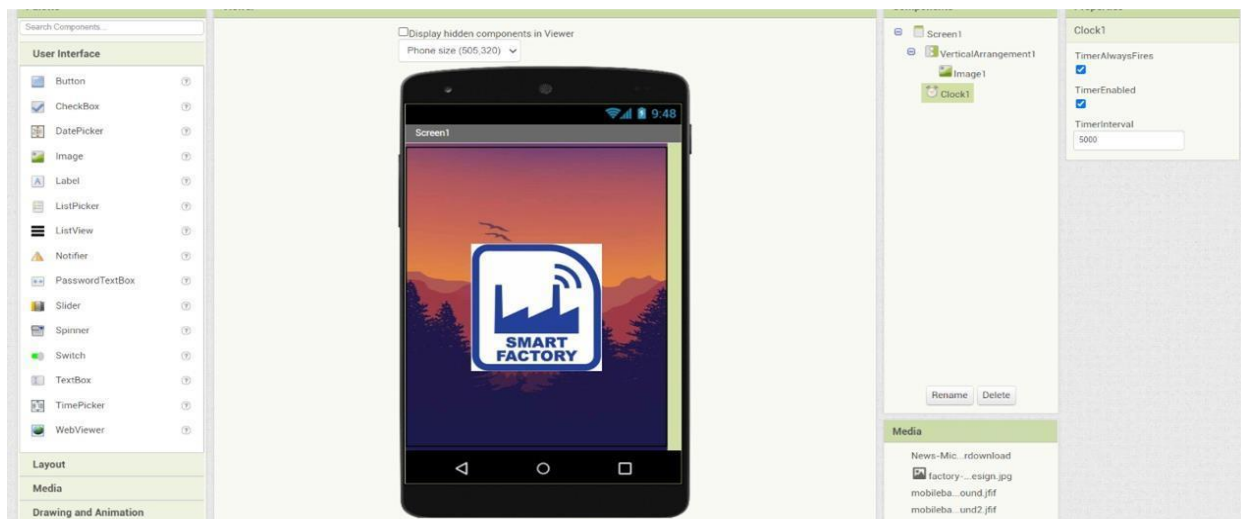 Search Components...
User Interface
Button
CheckBox
DatePicker
Image
Label
ListPicker
ListView
Notifier
PasswordTextBox
Slider
Spinner
Switch
TextBox
TimePicker
WebViewer
Layout
Media
Drawing and Animation
Display hidden components in Viewer
Phone size (505,320)
9:48
Screen1
SMART
FACTORY
Screen1
VerticalArrangement1
Image1
Clock1
Rename Delete
Media
News-Mic...rdownload
factory-...esign.jpg
mobileba...ound.jfif
mobileba...und2.jfif
Clock1
TimerAlwaysFires
TimerEnabled
TimerInterval
5000